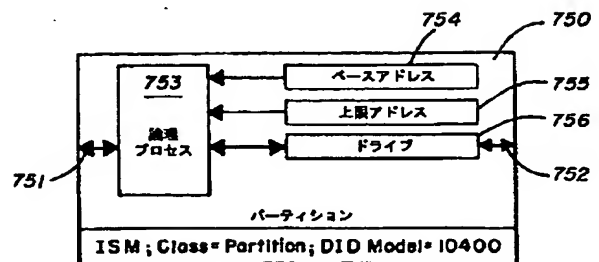 754
750
753
ベースアドレス
755
上限アドレス
756
論理
プロセス
ドライブ
751
752
パーティション
ISM; Class= Partition; DID Model= 10400